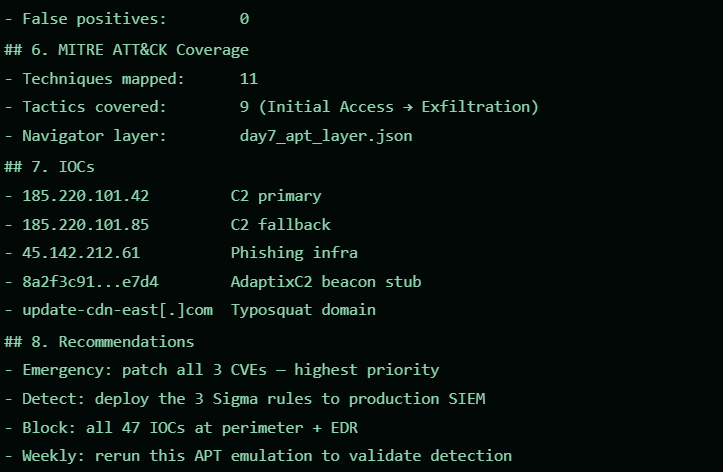 - False positives: 0
## 6. MITRE ATT&CK Coverage
- Techniques mapped: 11
- Tactics covered: 9 (Initial Access → Exfiltration)
- Navigator layer: day7_apt_layer.json
## 7. IOCs
- 185.220.101.42 C2 primary
- 185.220.101.85 C2 fallback
- 45.142.212.61 Phishing infra
- 8a2f3c91...e7d4 AdaptixC2 beacon stub
- update-cdn-east[.]com Typosquat domain
## 8. Recommendations
- Emergency: patch all 3 CVEs — highest priority
- Detect: deploy the 3 Sigma rules to production SIEM
- Block: all 47 IOCs at perimeter + EDR
- Weekly: rerun this APT emulation to validate detection